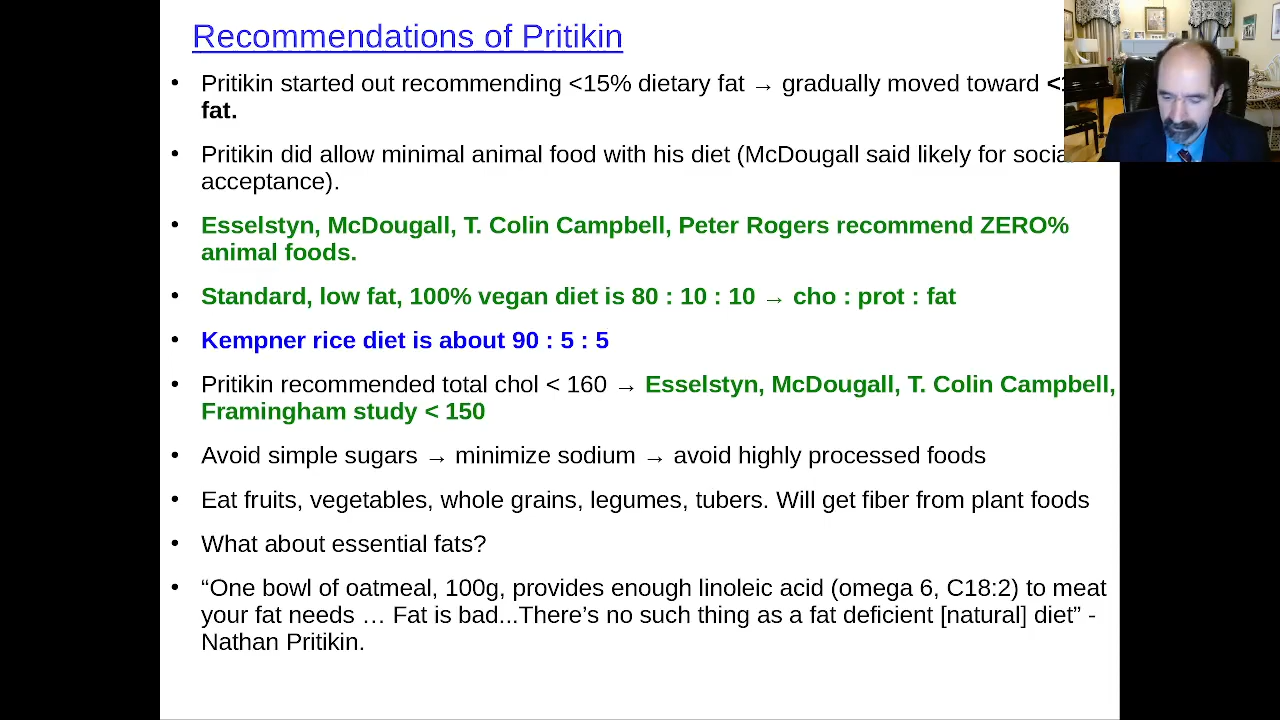 Recommendations of Pritikin
• Pritikin started out recommending <15% dietary fat → gradually moved toward <
fat.
• Pritikin did allow minimal animal food with his diet (McDougall said likely for socia
acceptance).
• Esselstyn, McDougall, T. Colin Campbell, Peter Rogers recommend ZERO%
animal foods.
• Standard, low fat, 100% vegan diet is 80 : 10 : 10 → cho : prot : fat
• Kempner rice diet is about 90 : 5 : 5
• Pritikin recommended total chol < 160 → Esselstyn, McDougall, T. Colin Campbell,
Framingham study < 150
• Avoid simple sugars → minimize sodium → avoid highly processed foods
• Eat fruits, vegetables, whole grains, legumes, tubers. Will get fiber from plant foods
• What about essential fats?
• “One bowl of oatmeal, 100g, provides enough linoleic acid (omega 6, C18:2) to meat
your fat needs … Fat is bad...There’s no such thing as a fat deficient [natural] diet” -
Nathan Pritikin.